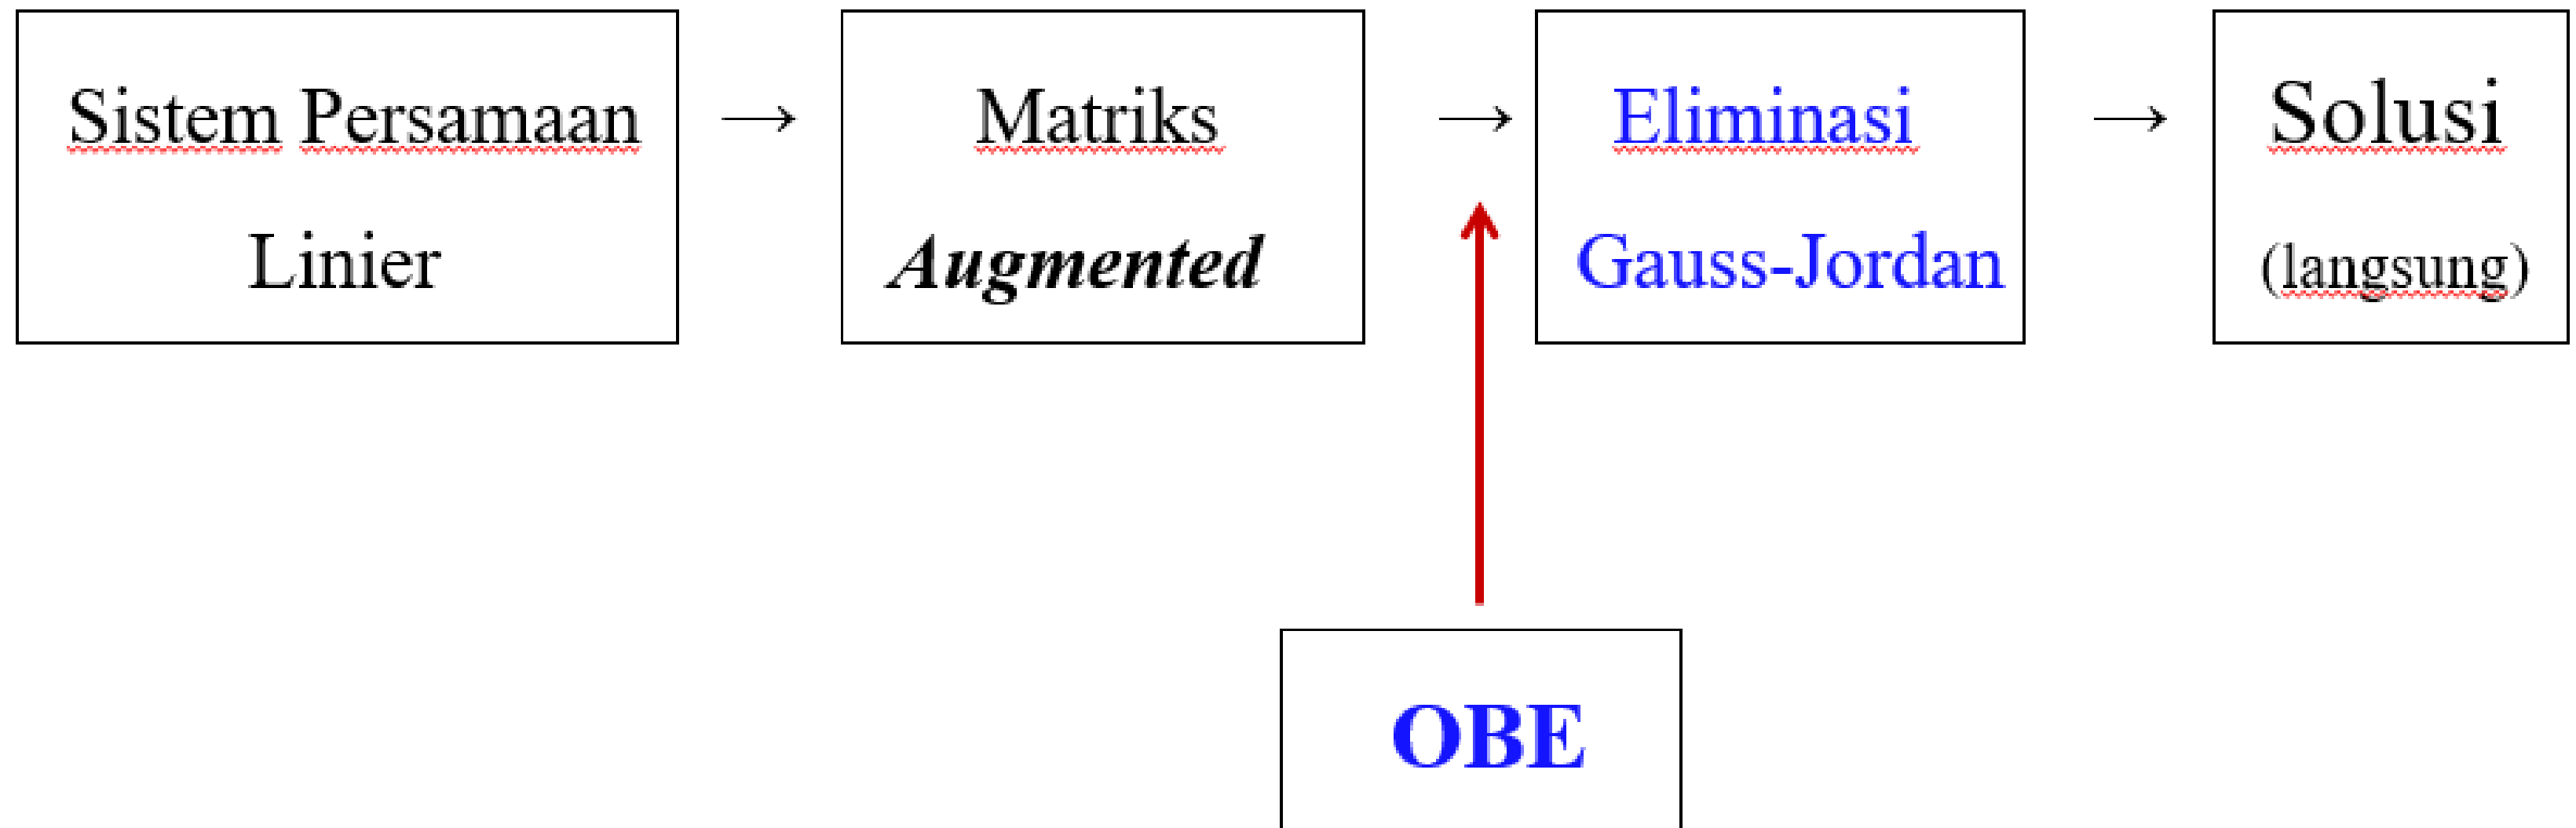 Sistem Persamaan
Linier
→
Matriks
Augmented
→
Eliminasi
Gauss-Jordan
→
Solusi
(langsung)
OBE